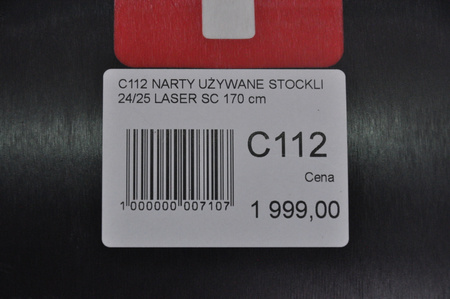 C112 NARTY UŻYWANE STOCKLI
24/25 LASER SC 170 cm
C112
Cena
1 999,00
1 000000 007107